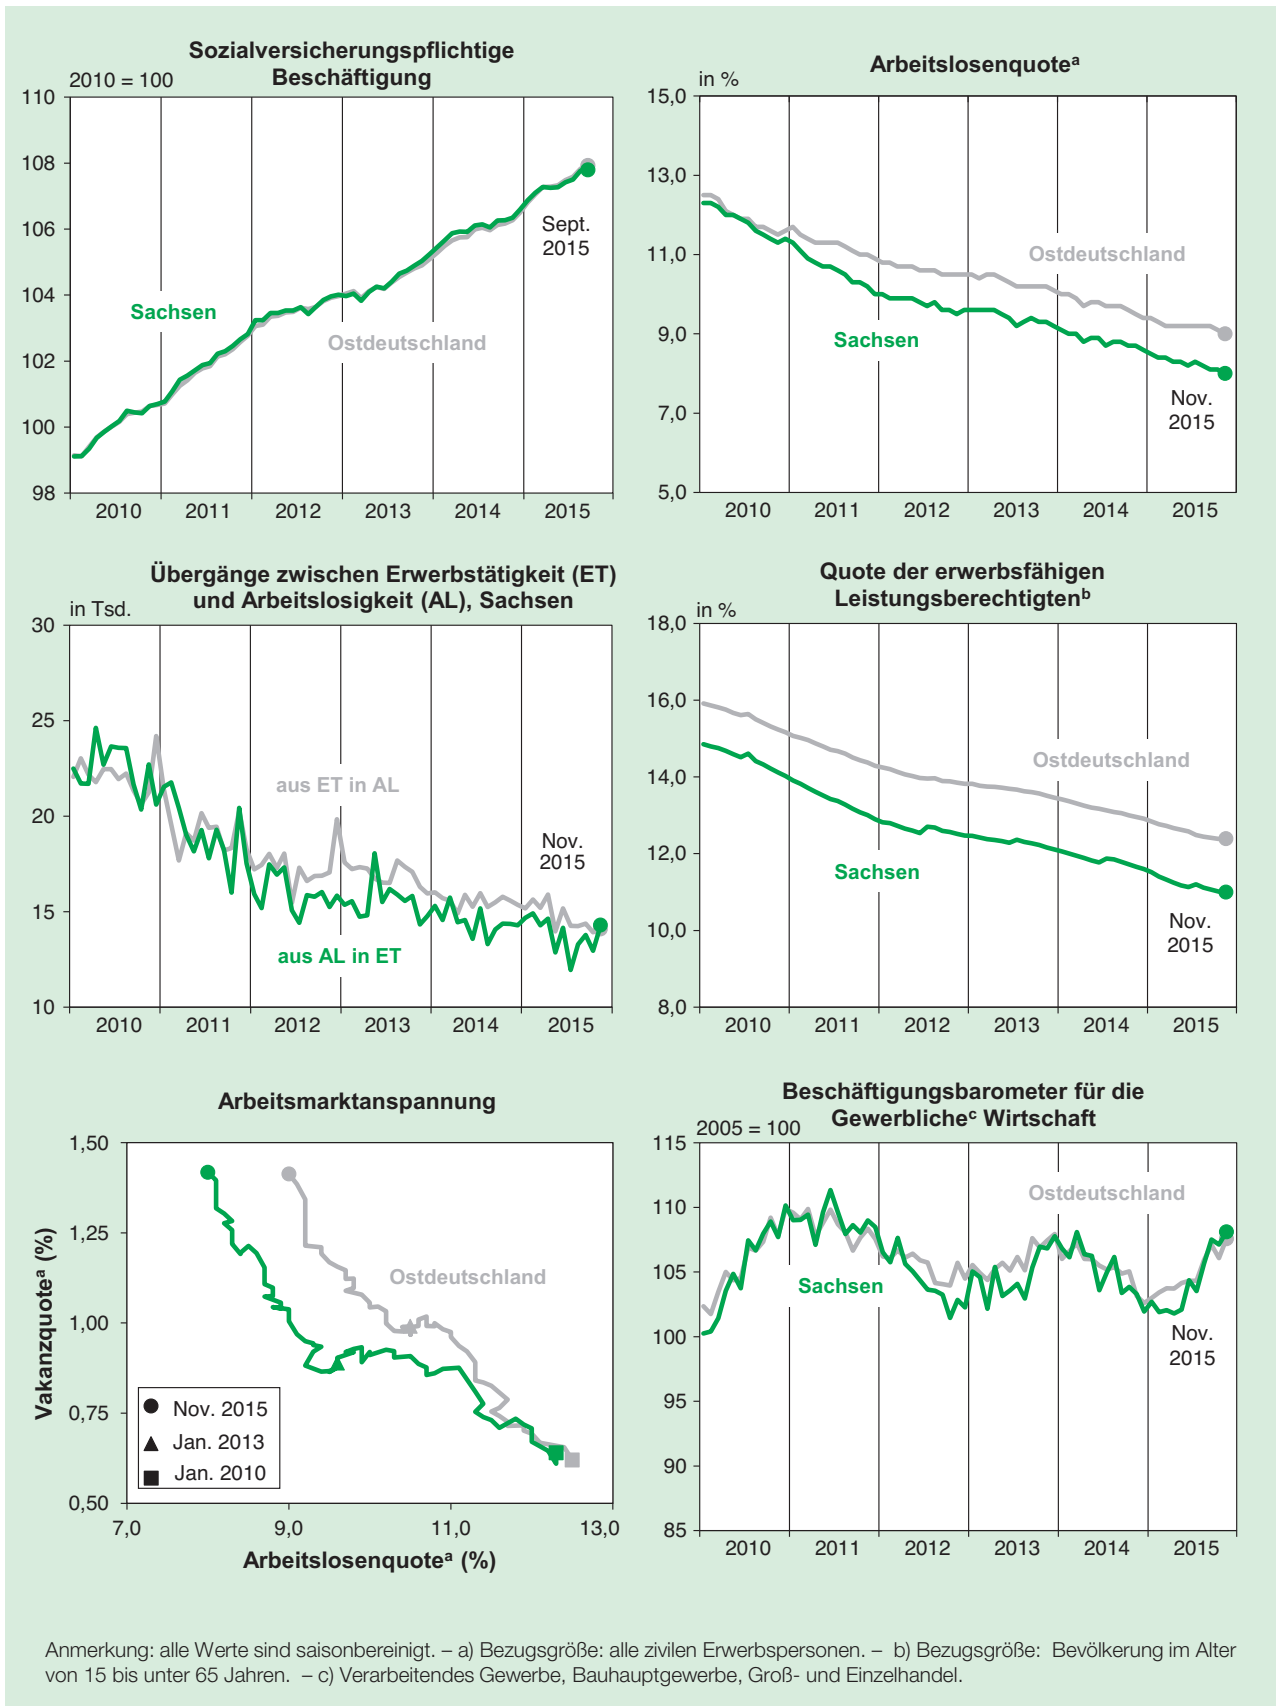 Sozialversicherungspflichtige
Beschäftigung
2010 = 100
110
108
106
104
102
100
98
Sachsen
Ostdeutschland
Sept.
2015
2010 2011 2012 2013 2014 2015
Arbeitslosenquoteᵃ
in %
15,0
13,0
11,0
9,0
7,0
5,0
Ostdeutschland
Sachsen
Nov.
2015
2010 2011 2012 2013 2014 2015
Übergänge zwischen Erwerbstätigkeit (ET)
und Arbeitslosigkeit (AL), Sachsen
in Tsd.
30
25
20
15
10
aus ET in AL
aus AL in ET
Nov.
2015
2010 2011 2012 2013 2014 2015
Quote der erwerbsfähigen
Leistungsberechtigtenᵇ
in %
18,0
16,0
14,0
12,0
10,0
8,0
Ostdeutschland
Sachsen
Nov.
2015
2010 2011 2012 2013 2014 2015
Arbeitsmarktanspannung
Vakanzquoteᵃ (%)
1,50
1,25
1,00
0,75
0,50
Ostdeutschland
Nov. 2015
Jan. 2013
Jan. 2010
7,0 9,0 11,0 13,0
Arbeitslosenquoteᵃ (%)
Beschäftigungsbarometer für die
Gewerblicheᶜ Wirtschaft
2005 = 100
115
110
105
100
95
90
85
Ostdeutschland
Sachsen
Nov.
2015
2010 2011 2012 2013 2014 2015
Anmerkung: alle Werte sind saisonbereinigt. – a) Bezugsgröße: alle zivilen Erwerbspersonen. – b) Bezugsgröße: Bevölkerung im Alter
von 15 bis unter 65 Jahren. – c) Verarbeitendes Gewerbe, Bauhauptgewerbe, Groß- und Einzelhandel.